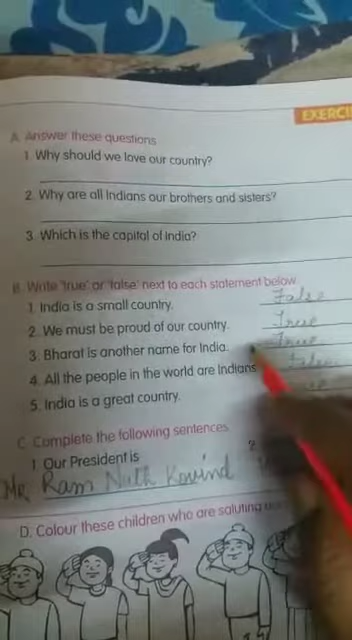 EXERCI
A. Answer these questions
1. Why should we love our country?
2. Why are all Indians our brothers and sisters?
3. Which is the capital of India?
B. Write 'true' or 'false' next to each statement below.
1. India is a small country. False
2. We must be proud of our country. True
3. Bharat is another name for India. True
4. All the people in the world are Indians False
5. India is a great country.
C. Complete the following sentences
1. Our President is 2.
Mr. Ram Nath Kovind
D. Colour these children who are saluting